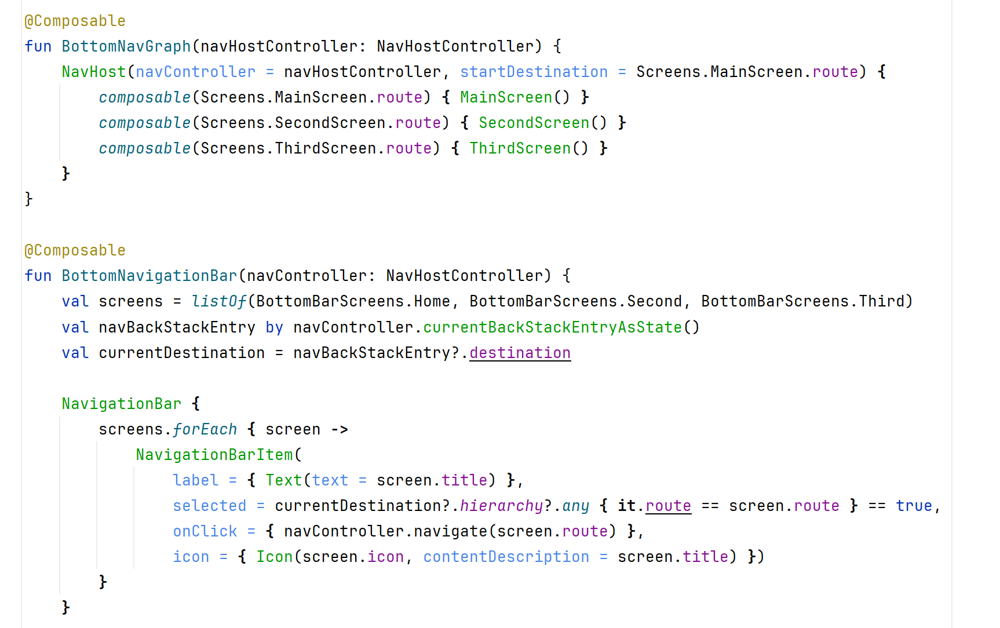 @Composable
fun BottomNavGraph(navHostController: NavHostController) {
    NavHost(navController = navHostController, startDestination = Screens.MainScreen.route) {
        composable(Screens.MainScreen.route) { MainScreen() }
        composable(Screens.SecondScreen.route) { SecondScreen() }
        composable(Screens.ThirdScreen.route) { ThirdScreen() }
    }
}
@Composable
fun BottomNavigationBar(navController: NavHostController) {
    val screens = listOf(BottomBarScreens.Home, BottomBarScreens.Second, BottomBarScreens.Third)
    val navBackStackEntry by navController.currentBackStackEntryAsState()
    val currentDestination = navBackStackEntry?.destination
    NavigationBar {
        screens.forEach { screen ->
            NavigationBarItem(
                label = { Text(text = screen.title) },
                selected = currentDestination?.hierarchy?.any { it.route == screen.route } == true,
                onClick = { navController.navigate(screen.route) },
                icon = { Icon(screen.icon, contentDescription = screen.title) })
        }
    }